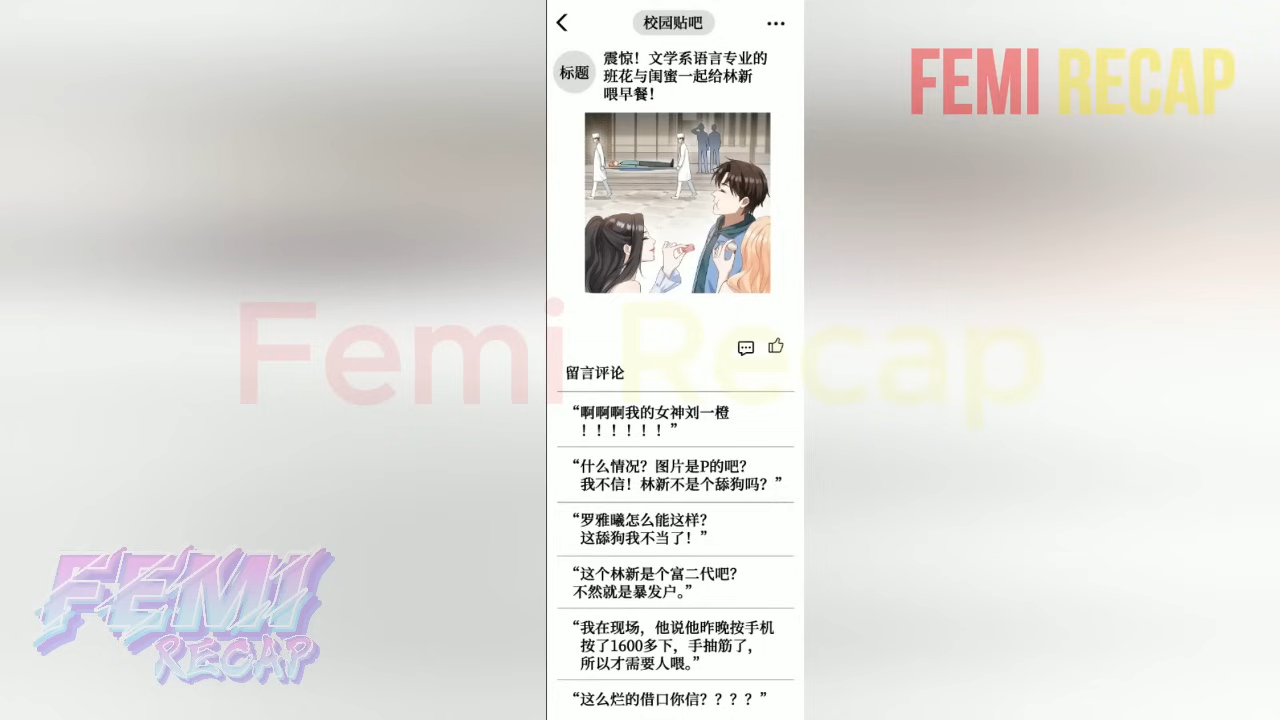 校园贴吧
标题
震惊！文学系语言专业的
班花与闺蜜一起给林新
喂早餐！
FEMI RECAP
Femi Recap
留言评论
“啊啊啊我的女神刘一橙
！！！！！！”
“什么情况？图片是P的吧？
我不信！林新不是个舔狗吗？”
“罗雅曦怎么能这样？
这舔狗我不当了！”
“这个林新是个富二代吧？
不然就是暴发户。”
“我在现场，他说他昨晚按手机
按了1600多下，手抽筋了，
所以才需要人喂。”
“这么烂的借口你信？？？？”
FEMI
RECAP